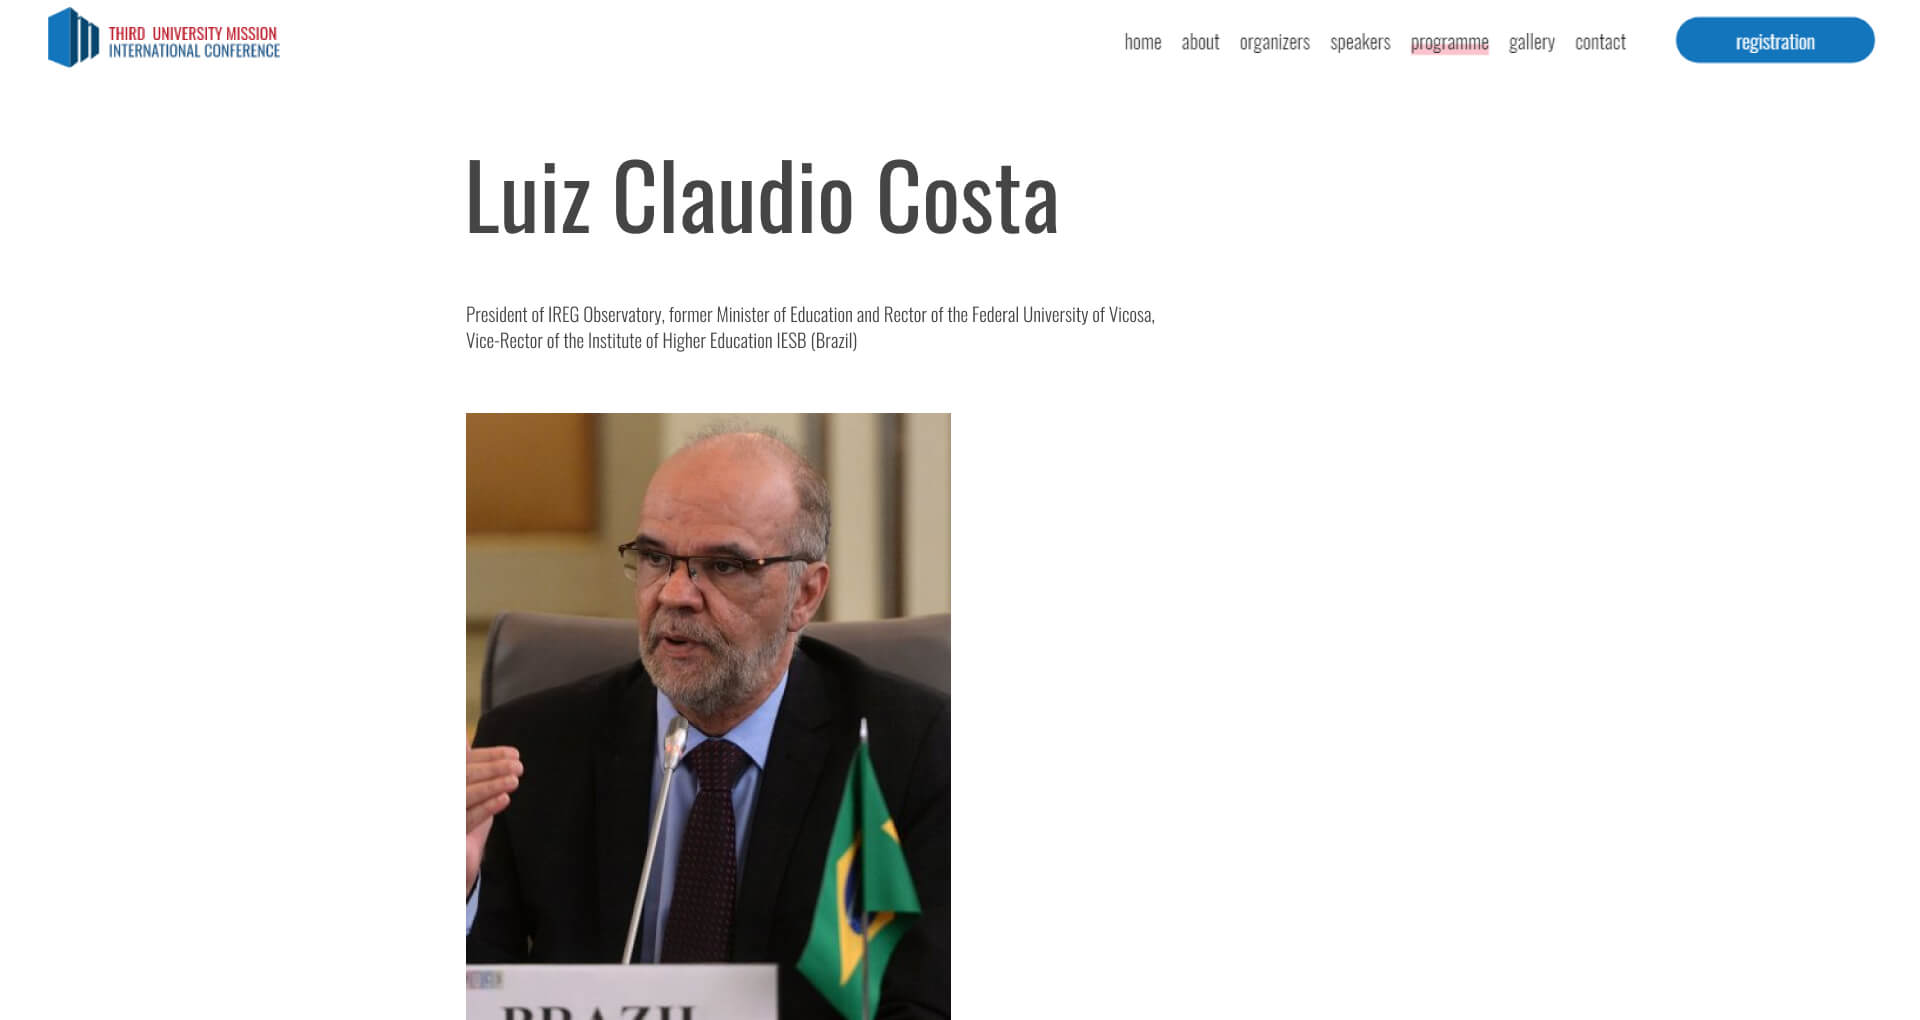 THIRD UNIVERSITY MISSION
INTERNATIONAL CONFERENCE
home about organizers speakers programme gallery contact registration
Luiz Claudio Costa
President of IREG Observatory, former Minister of Education and Rector of the Federal University of Vicosa,
Vice-Rector of the Institute of Higher Education IESB (Brazil)
BRAZIL